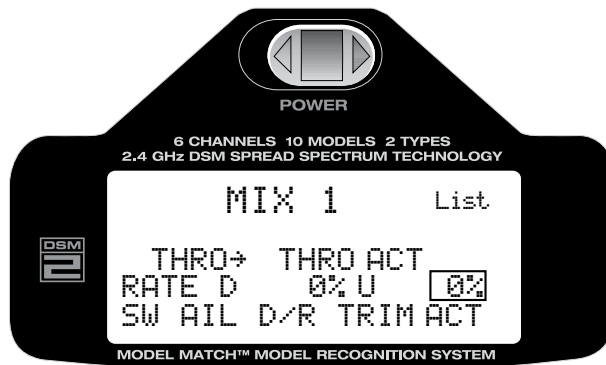 POWER
6 CHANNELS 10 MODELS 2 TYPES
2.4 GHz DSM SPREAD SPECTRUM TECHNOLOGY
MIX 1 List
DSM
2
THRO→ THRO ACT
RATE D 0% U 0%
SW AIL D/R TRIM ACT
MODEL MATCH™ MODEL RECOGNITION SYSTEM